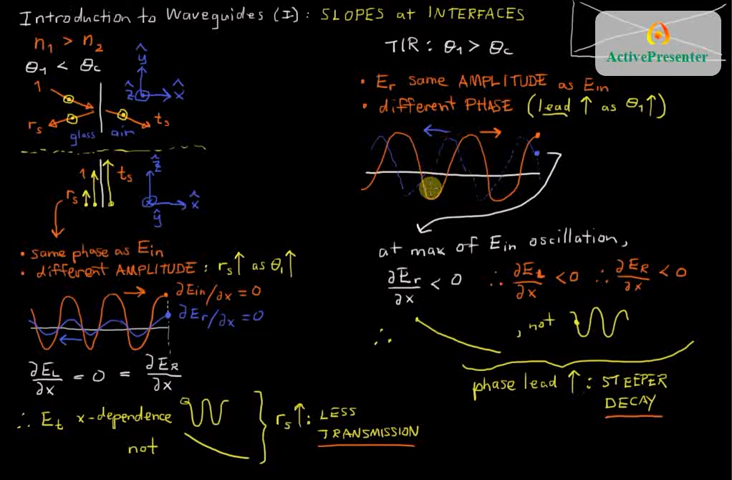 Introduction to Waveguides (I): SLOPES at INTERFACES
ActivePresenter
n₁ > n₂
θ₁ < θc
ŷ
ẑ
x̂
1
rs
ts
glass
air
rs
1
ts
ẑ
x̂
ŷ
• same phase as Ein
• different AMPLITUDE: rs↑ as θ₁↑
∂Ein/∂x = 0
∂Er/∂x = 0
∂EL/∂x = 0 = ∂ER/∂x
∴ Et x-dependence
not
rs↑: LESS
TRANSMISSION
TIR: θ₁ > θc
• Er same AMPLITUDE as Ein
• different PHASE (lead ↑ as θ₁↑)
at max of Ein oscillation,
∂Er/∂x < 0 ∴ ∂EL/∂x < 0 ∴ ∂ER/∂x < 0
∴ , not
phase lead ↑: STEEPER
DECAY